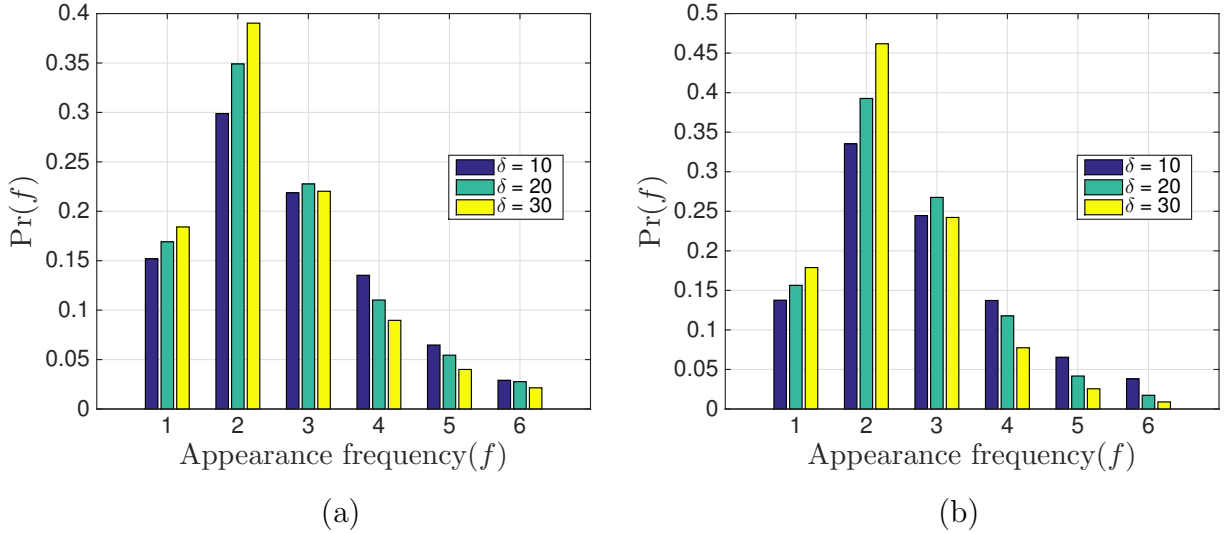 0.4
0.35
0.3
0.25
0.2
0.15
0.1
0.05
0
Pr(f)
δ = 10
δ = 20
δ = 30
1 2 3 4 5 6
Appearance frequency(f)
(a)
0.5
0.45
0.4
0.35
0.3
0.25
0.2
0.15
0.1
0.05
0
Pr(f)
δ = 10
δ = 20
δ = 30
1 2 3 4 5 6
Appearance frequency(f)
(b)